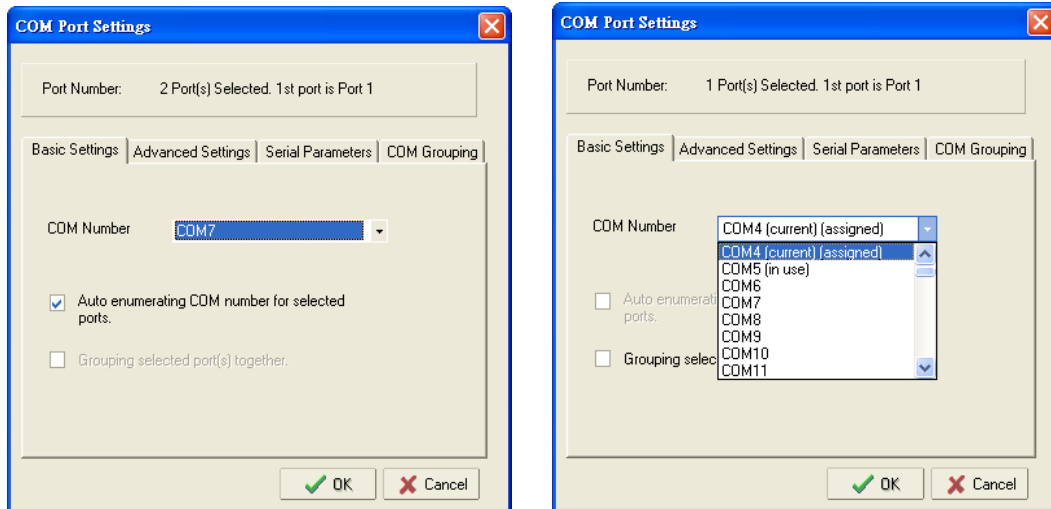 COM Port Settings
Port Number: 2 Port(s) Selected. 1st port is Port 1
Basic Settings Advanced Settings Serial Parameters COM Grouping
COM Number COM7
Auto enumerating COM number for selected
ports.
Grouping selected port(s) together.
OK Cancel
COM Port Settings
Port Number: 1 Port(s) Selected. 1st port is Port 1
Basic Settings Advanced Settings Serial Parameters COM Grouping
COM Number COM4 (current) (assigned)
COM4 (current) (assigned)
COM5 (in use)
COM6
Auto enumerati COM7
ports. COM8
COM9
Grouping selec COM10
COM11
OK Cancel